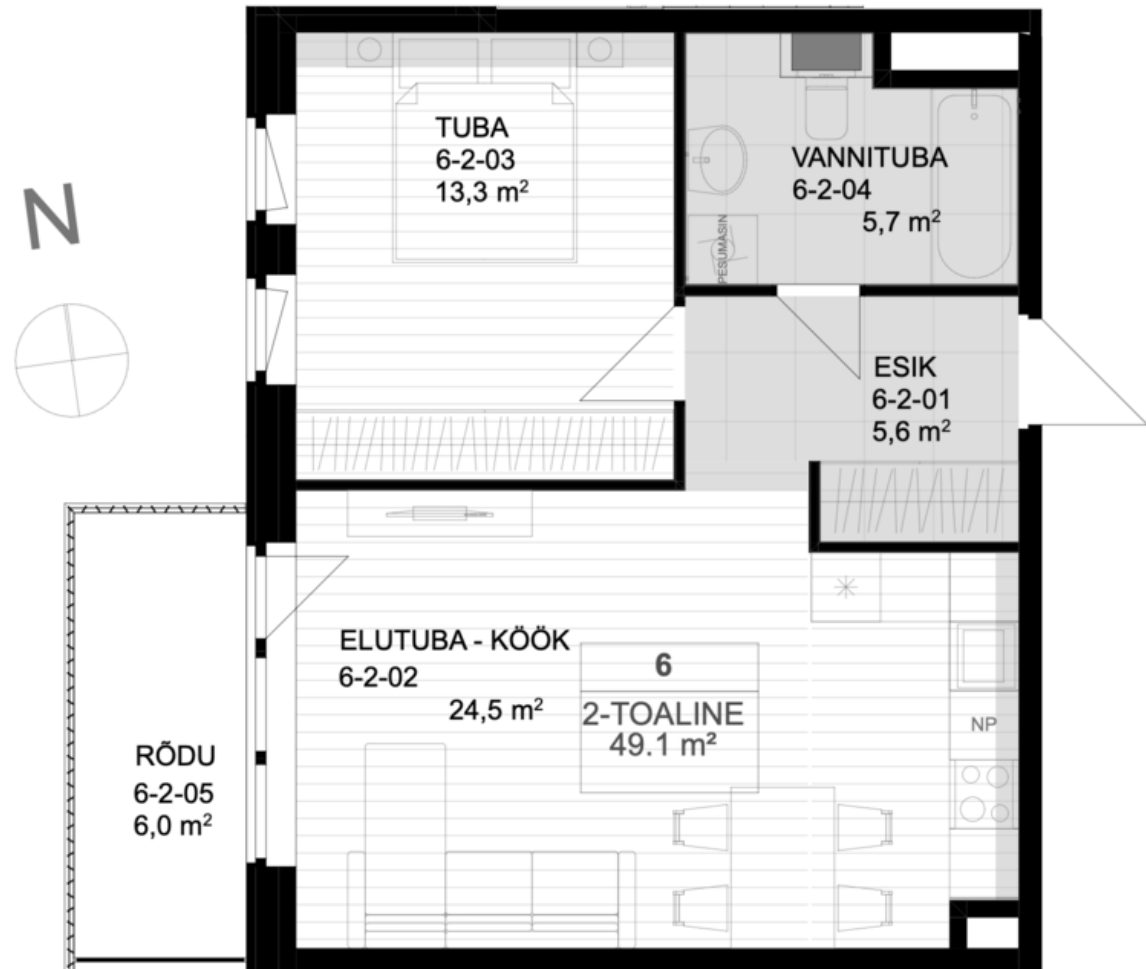 TUBA
6-2-03
13,3 m²
VANNITUBA
6-2-04
5,7 m²
PESUMASIN
N
ESIK
6-2-01
5,6 m²
ELUTUBA - KÖÖK
6-2-02
24,5 m²
6
2-TOALINE
49.1 m²
NP
RÕDU
6-2-05
6,0 m²